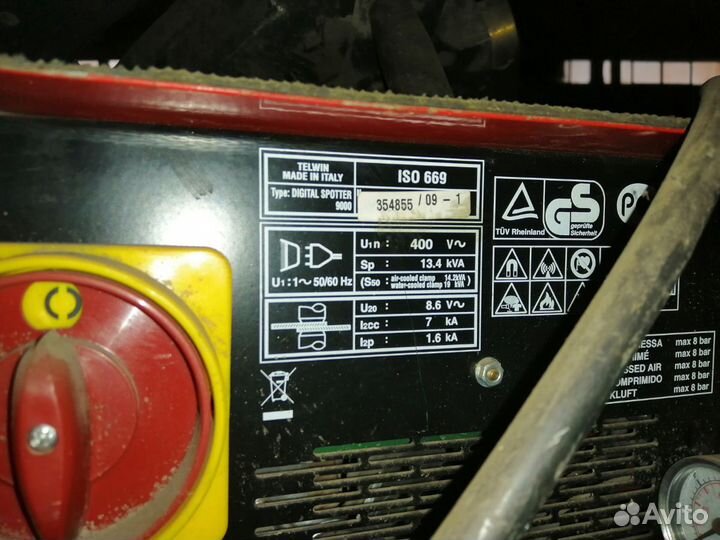 TELWIN
MADE IN ITALY
ISO 669
Type: DIGITAL SPOTTER
9000
354855 / 09 - 1
U1n : 400 V~
Sp : 13.4 kVA
(S50 : air-cooled clamp 14.2kVA
water-cooled clamp 19 kVA)
U1:1~ 50/60 Hz
U20 : 8.6 V~
I2cc : 7 kA
I2p : 1.6 kA
TÜV Rheinland
GS
geprüfte
Sicherheit
ESSA max 8 bar
IMÉ max 8 bar
SSED AIR max 8 bar
OMPRIMIDO max 8 bar
KLUFT max 8 bar
Avito